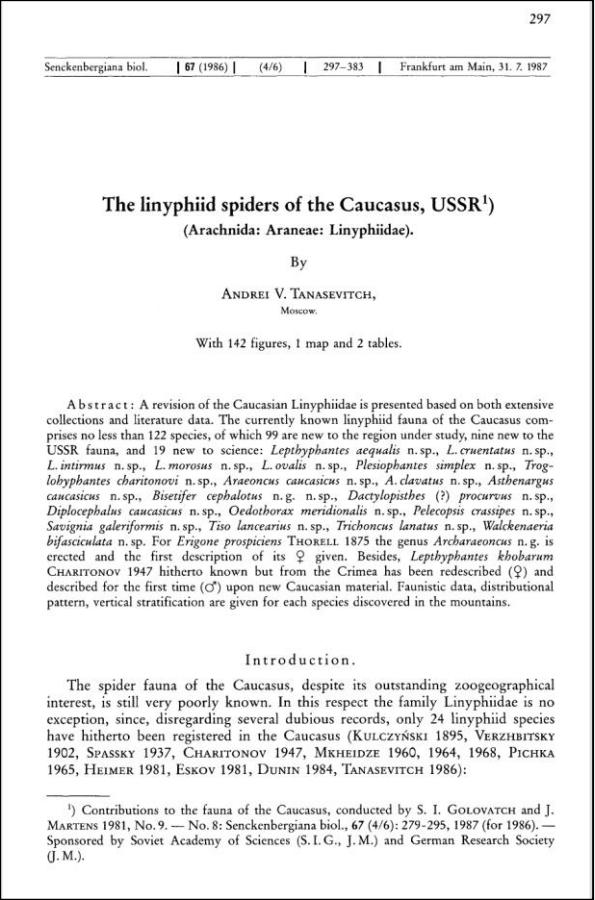 297
Senckenbergiana biol. | 67 (1986) | (4/6) | 297–383 | Frankfurt am Main, 31. 7. 1987
The linyphiid spiders of the Caucasus, USSR¹)
(Arachnida: Araneae: Linyphiidae).
By
ANDREI V. TANASEVITCH,
Moscow.
With 142 figures, 1 map and 2 tables.
Abstract: A revision of the Caucasian Linyphiidae is presented based on both extensive
collections and literature data. The currently known linyphiid fauna of the Caucasus com-
prises no less than 122 species, of which 99 are new to the region under study, nine new to the
USSR fauna, and 19 new to science: Lepthyphantes aequalis n. sp., L. cruentatus n. sp.,
L. intirmus n. sp., L. morosus n. sp., L. ovalis n. sp., Plesiophantes simplex n. sp., Trog-
lohyphantes charitonovi n. sp., Araeoncus caucasicus n. sp., A. clavatus n. sp., Asthenargus
caucasicus n. sp., Bisetifer cephalotus n. g. n. sp., Dactylopisthes (?) procurvus n. sp.,
Diplocephalus caucasicus n. sp., Oedothorax meridionalis n. sp., Pelecopsis crassipes n. sp.,
Savignia galeriformis n. sp., Tiso lancearius n. sp., Trichoncus lanatus n. sp., Walckenaeria
bifasciculata n. sp. For Erigone prospiciens THORELL 1875 the genus Archaraeoncus n. g. is
erected and the first description of its ♀ given. Besides, Lepthyphantes khobarum
CHARITONOV 1947 hitherto known but from the Crimea has been redescribed (♀) and
described for the first time (♂) upon new Caucasian material. Faunistic data, distributional
pattern, vertical stratification are given for each species discovered in the mountains.
Introduction.
The spider fauna of the Caucasus, despite its outstanding zoogeographical
interest, is still very poorly known. In this respect the family Linyphiidae is no
exception, since, disregarding several dubious records, only 24 linyphiid species
have hitherto been registered in the Caucasus (KULCZYŃSKI 1895, VERZHBITSKY
1902, SPASSKY 1937, CHARITONOV 1947, MKHEIDZE 1960, 1964, 1968, PICHKA
1965, HEIMER 1981, ESKOV 1981, DUNIN 1984, TANASEVITCH 1986):
¹) Contributions to the fauna of the Caucasus, conducted by S. I. GOLOVATCH and J.
MARTENS 1981, No. 9. — No. 8: Senckenbergiana biol., 67 (4/6): 279-295, 1987 (for 1986). —
Sponsored by Soviet Academy of Sciences (S. I. G., J. M.) and German Research Society
(J. M.).